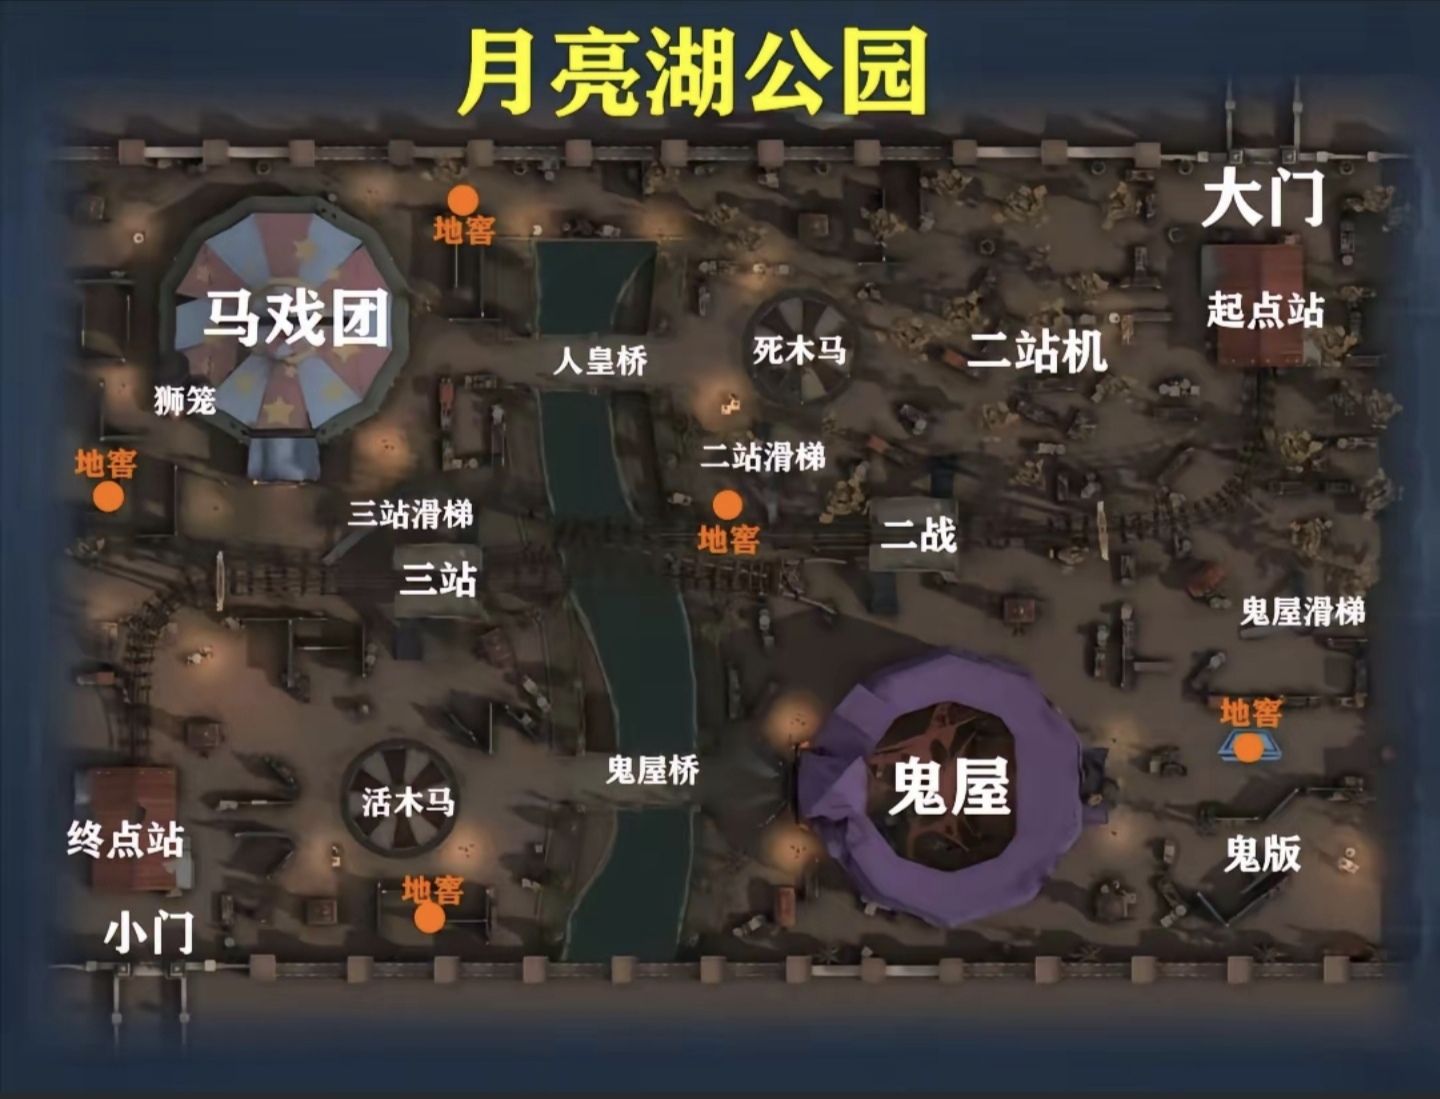 月亮湖公园
大门
地窖
马戏团
起点站
人皇桥
死木马
二站机
狮笼
地窖
二站滑梯
三站滑梯
地窖
二战
三站
鬼屋滑梯
地窖
鬼屋桥
鬼屋
活木马
终点站
鬼版
地窖
小门